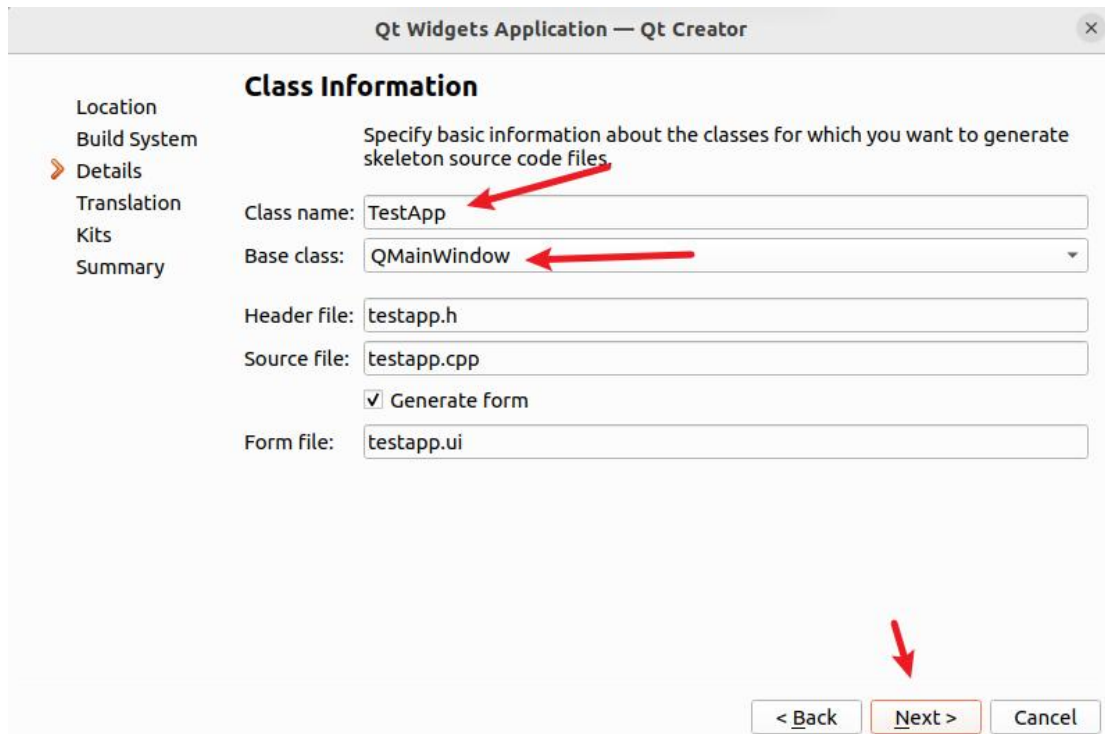 Qt Widgets Application — Qt Creator
Location
Build System
Details
Translation
Kits
Summary
Class Information
Specify basic information about the classes for which you want to generate
skeleton source code files.
Class name: TestApp
Base class: QMainWindow
Header file: testapp.h
Source file: testapp.cpp
Generate form
Form file: testapp.ui
< Back Next > Cancel